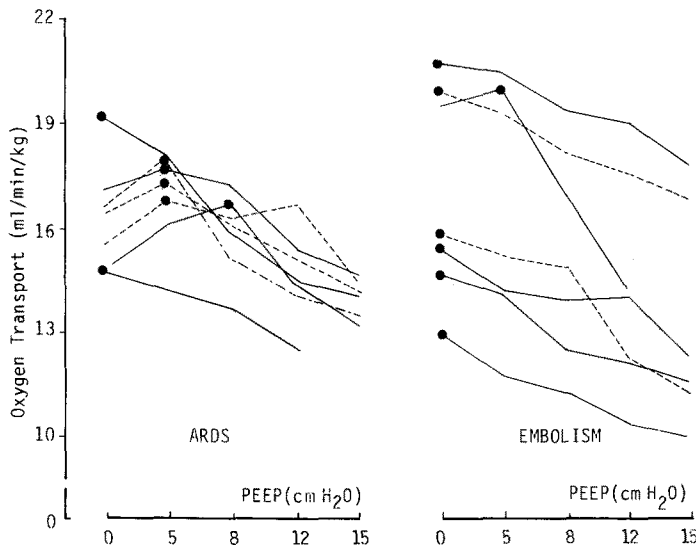 Oxygen Transport (ml/min/kg)
22
19
16
13
10
0
ARDS
EMBOLISM
PEEP(cm H₂O)
PEEP(cm H₂O)
0 5 8 12 15
0 5 8 12 15